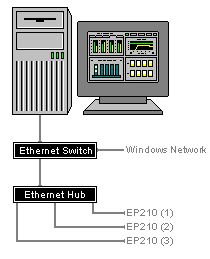 Ethernet Switch
Windows Network
Ethernet Hub
EP210 (1)
EP210 (2)
EP210 (3)